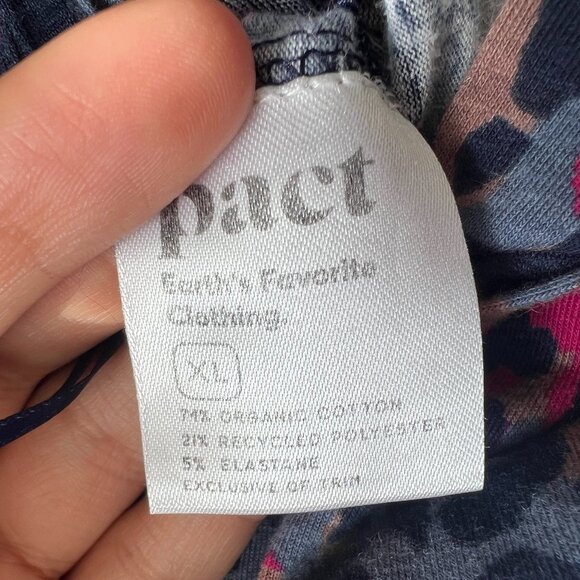 pact
Earth's Favorite
Clothing.
XL
74% ORGANIC COTTON
21% RECYCLED POLYESTER
5% ELASTANE
EXCLUSIVE OF TRIM